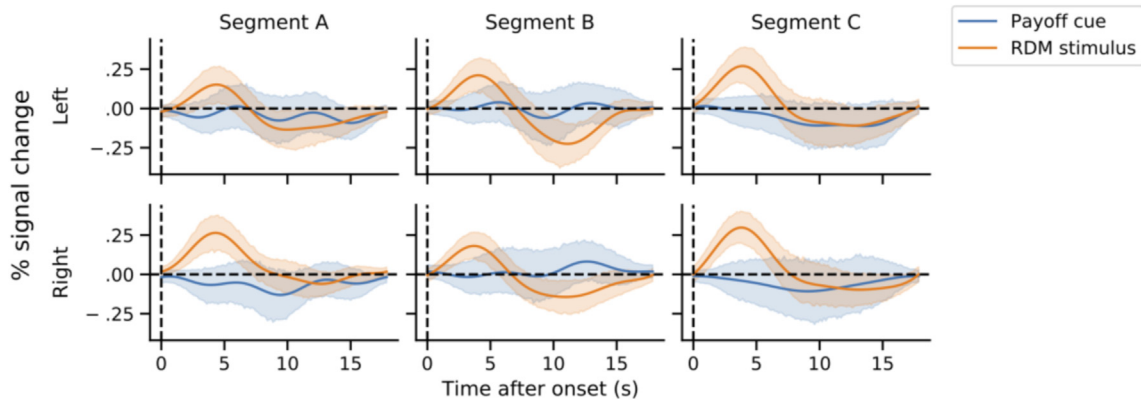 Segment A
Segment B
Segment C
Payoff cue
RDM stimulus
% signal change
Left
.25
.00
− .25
Right
.25
.00
− .25
0 5 10 15
0 5 10 15
0 5 10 15
Time after onset (s)